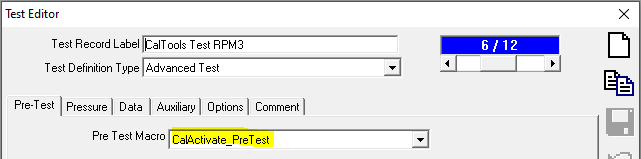 Test Editor
Test Record Label CalTools Test RPM3
6 / 12
Test Definition Type Advanced Test
Pre-Test Pressure Data Auxiliary Options Comment
Pre Test Macro CalActivate_PreTest